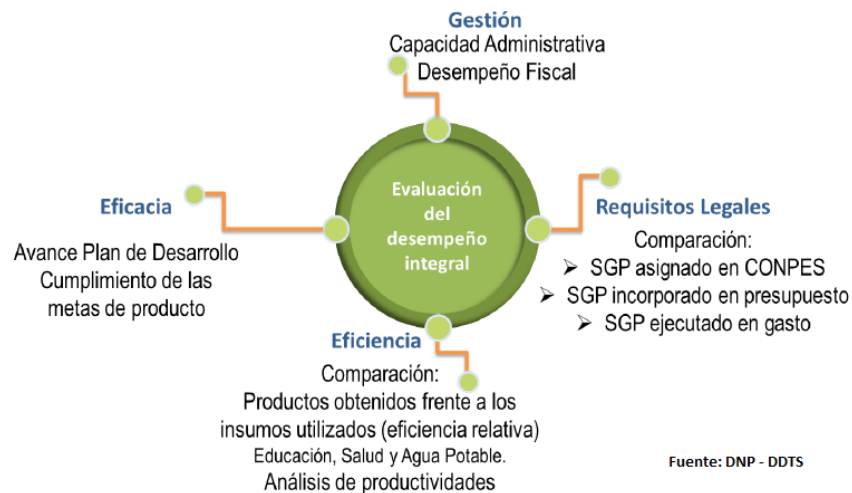 Gestión
Capacidad Administrativa
Desempeño Fiscal
Evaluación
del
desempeño
integral
Eficacia
Avance Plan de Desarrollo
Cumplimiento de las
metas de producto
Requisitos Legales
Comparación:
➤ SGP asignado en CONPES
➤ SGP incorporado en presupuesto
➤ SGP ejecutado en gasto
Eficiencia
Comparación:
Productos obtenidos frente a los
insumos utilizados (eficiencia relativa)
Educación, Salud y Agua Potable.
Análisis de productividades
Fuente: DNP - DDTS